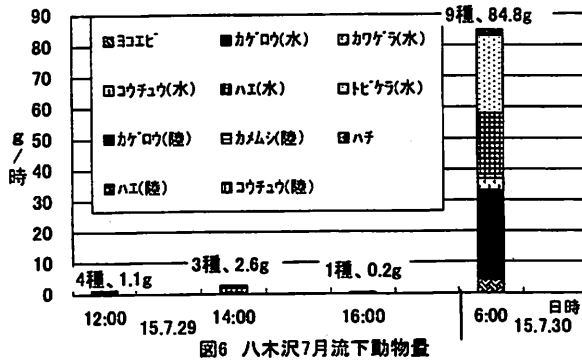 9種、84.8g
90
80
70
60
50
40
30
20
10
0
g/時
ヨコエビ カゲロウ(水) カワゲラ(水)
コウチュウ(水) ハエ(水) トビケラ(水)
カゲロウ(陸) カメムシ(陸) ハチ
ハエ(陸) コウチュウ(陸)
4種、1.1g 3種、2.6g 1種、0.2g
12:00 14:00 16:00 6:00 日時
15.7.29 15.7.30
図6 八木沢7月流下動物量